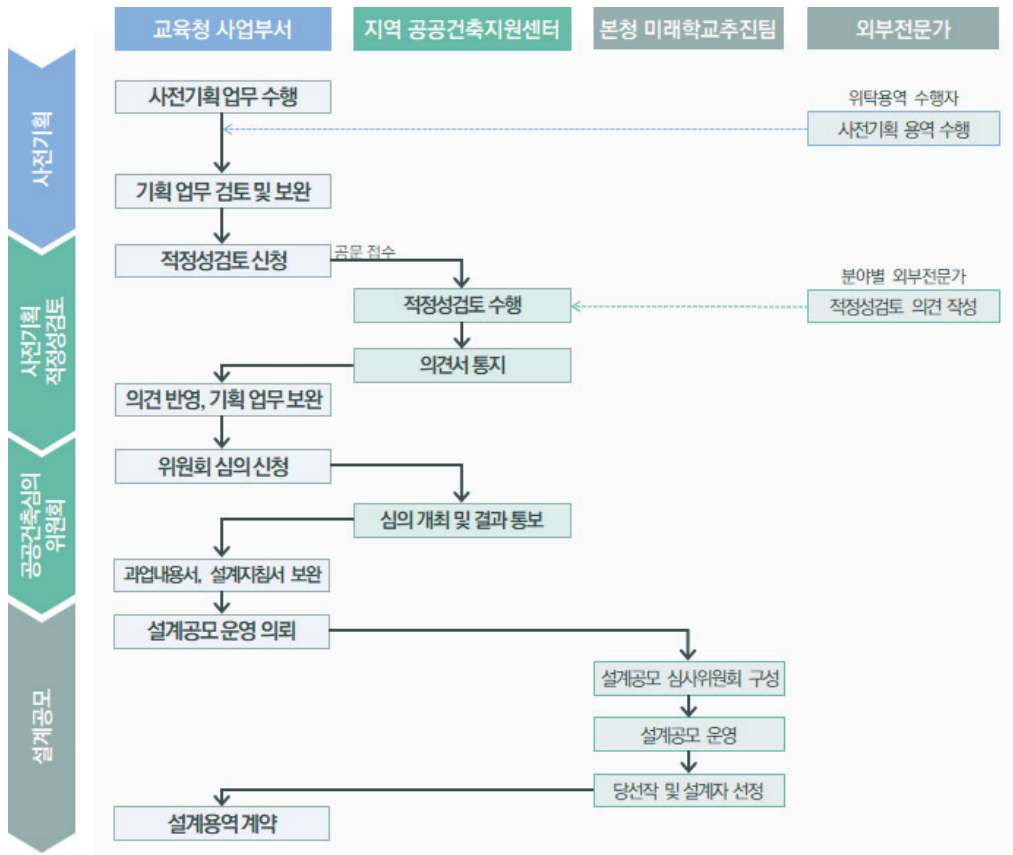 교육청 사업부서
지역 공공건축지원센터
본청 미래학교추진팀
외부전문가
사전기획
사전기획 업무 수행
위탁용역 수행자
사전기획 용역 수행
기획 업무 검토 및 보완
사전기획
적정성검토
적정성검토 신청
공문 접수
분야별 외부전문가
적정성검토 수행
적정성검토 의견 작성
의견서 통지
의견 반영, 기획 업무 보완
공공건축심의
위원회
위원회 심의 신청
심의 개최 및 결과 통보
과업내용서, 설계지침서 보완
설계공모
설계공모 운영 의뢰
설계공모 심사위원회 구성
설계공모 운영
당선작 및 설계자 선정
설계용역 계약